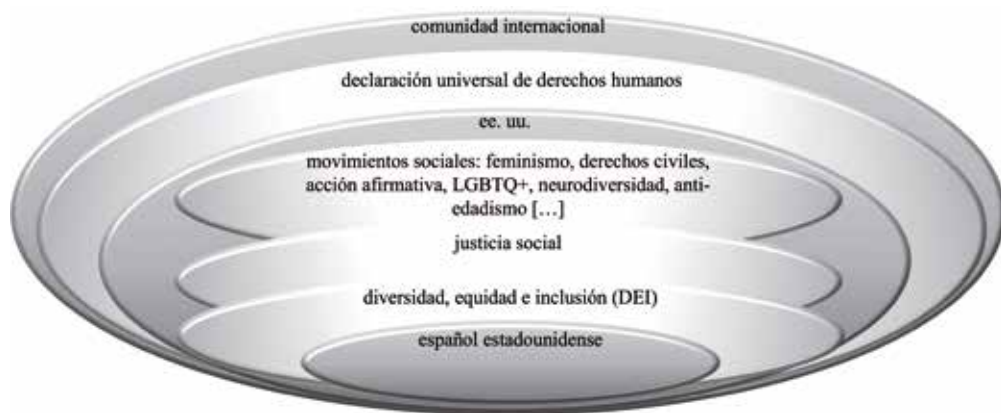 comunidad internacional
declaración universal de derechos humanos
ee. uu.
movimientos sociales: feminismo, derechos civiles,
acción afirmativa, LGBTQ+, neurodiversidad, anti-
edadismo […]
justicia social
diversidad, equidad e inclusión (DEI)
español estadounidense